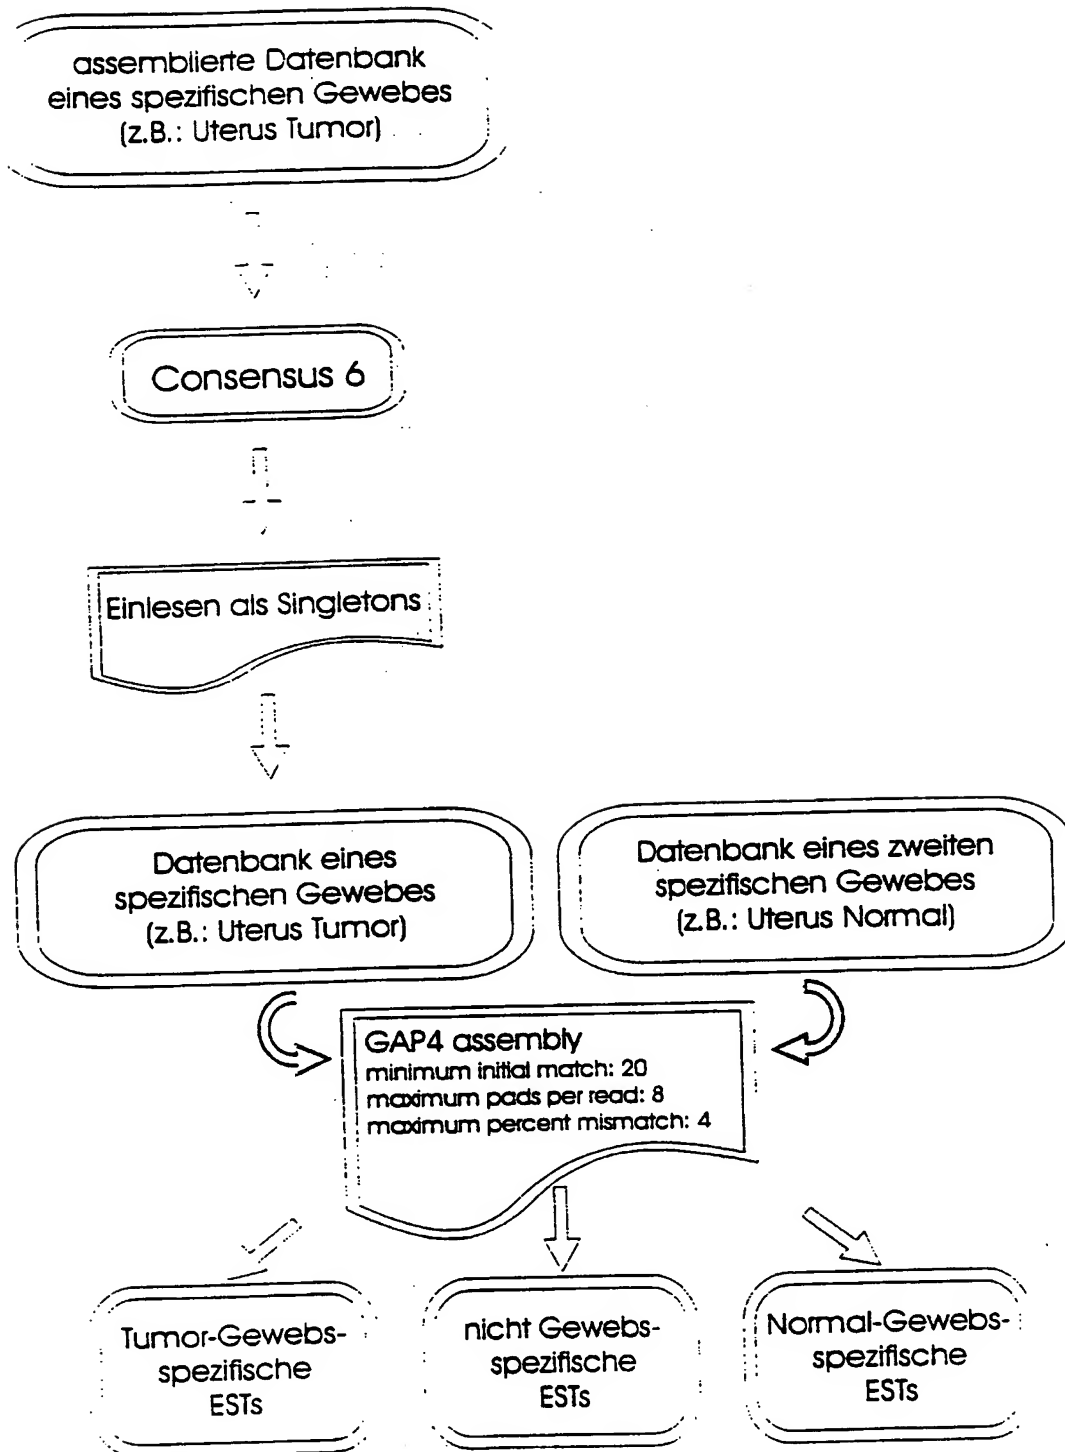 assemblierte Datenbank
eines spezifischen Gewebes
(z.B.: Uterus Tumor)
Consensus 6
Einlesen als Singletons
Datenbank eines
spezifischen Gewebes
(z.B.: Uterus Tumor)
Datenbank eines zweiten
spezifischen Gewebes
(z.B.: Uterus Normal)
GAP4 assembly
minimum initial match: 20
maximum pads per read: 8
maximum percent mismatch: 4
Tumor-Gewebs-
spezifische
ESTs
nicht Gewebs-
spezifische
ESTs
Normal-Gewebs-
spezifische
ESTs